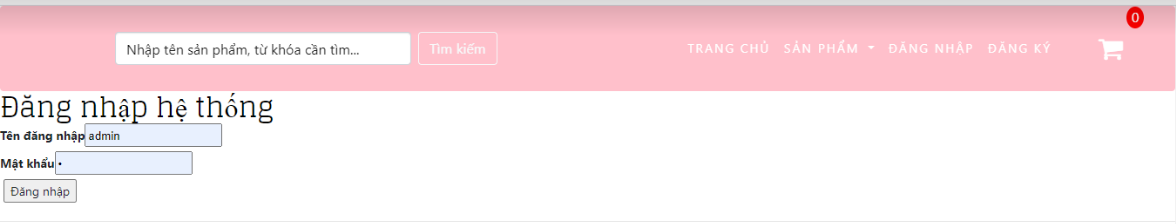 0
Nhập tên sản phẩm, từ khóa cần tìm... Tìm kiếm TRANG CHỦ SẢN PHẨM ĐĂNG NHẬP ĐĂNG KÝ
Đăng nhập hệ thống
Tên đăng nhập admin
Mật khẩu •
Đăng nhập